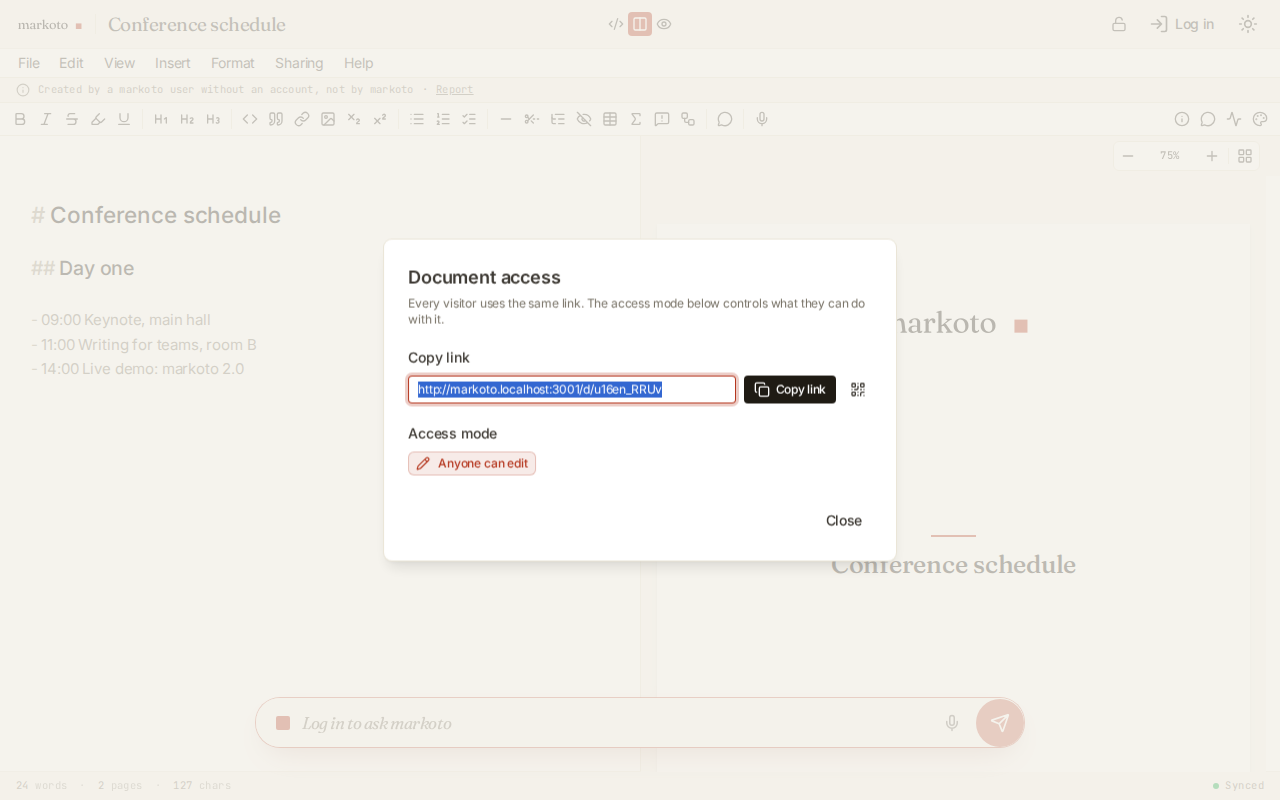 markoto
Conference schedule
Log in
File Edit View Insert Format Sharing Help
Created by a markoto user without an account, not by markoto · Report
H1 H2 H3
75%
# Conference schedule
## Day one
- 09:00 Keynote, main hall
- 11:00 Writing for teams, room B
- 14:00 Live demo: markoto 2.0
Document access
Every visitor uses the same link. The access mode below controls what they can do
with it.
Copy link
http://markoto.localhost:3001/d/u16en_RRUv
Copy link
Access mode
Anyone can edit
Close
markoto
Conference schedule
Log in to ask markoto
24 words · 2 pages · 127 chars
Synced